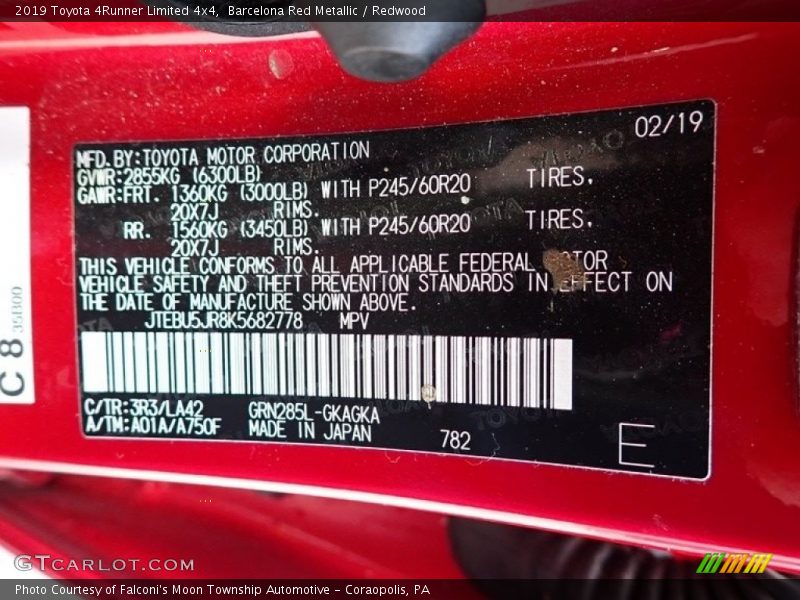 2019 Toyota 4Runner Limited 4x4,  Barcelona Red Metallic / Redwood
02/19
MFD. BY: TOYOTA MOTOR CORPORATION
GVWR: 2855KG (6300LB)
GAWR: FRT. 1360KG (3000LB) WITH P245/60R20 TIRES,
20X7J RIMS.
RR. 1560KG (3450LB) WITH P245/60R20 TIRES,
20X7J RIMS.
THIS VEHICLE CONFORMS TO ALL APPLICABLE FEDERAL
VEHICLE SAFETY AND THEFT PREVENTION STANDARDS IN EFFECT ON
THE DATE OF MANUFACTURE SHOWN ABOVE.
JTEBU5JR8K5682778 MPV
C/TR: 3R3/LA42 GRN285L-GKAGKA
A/TM: A01A/A750F MADE IN JAPAN 782
E
C 8 35B00
GTCARLOT.COM
Photo Courtesy of Falconi's Moon Township Automotive - Coraopolis, PA